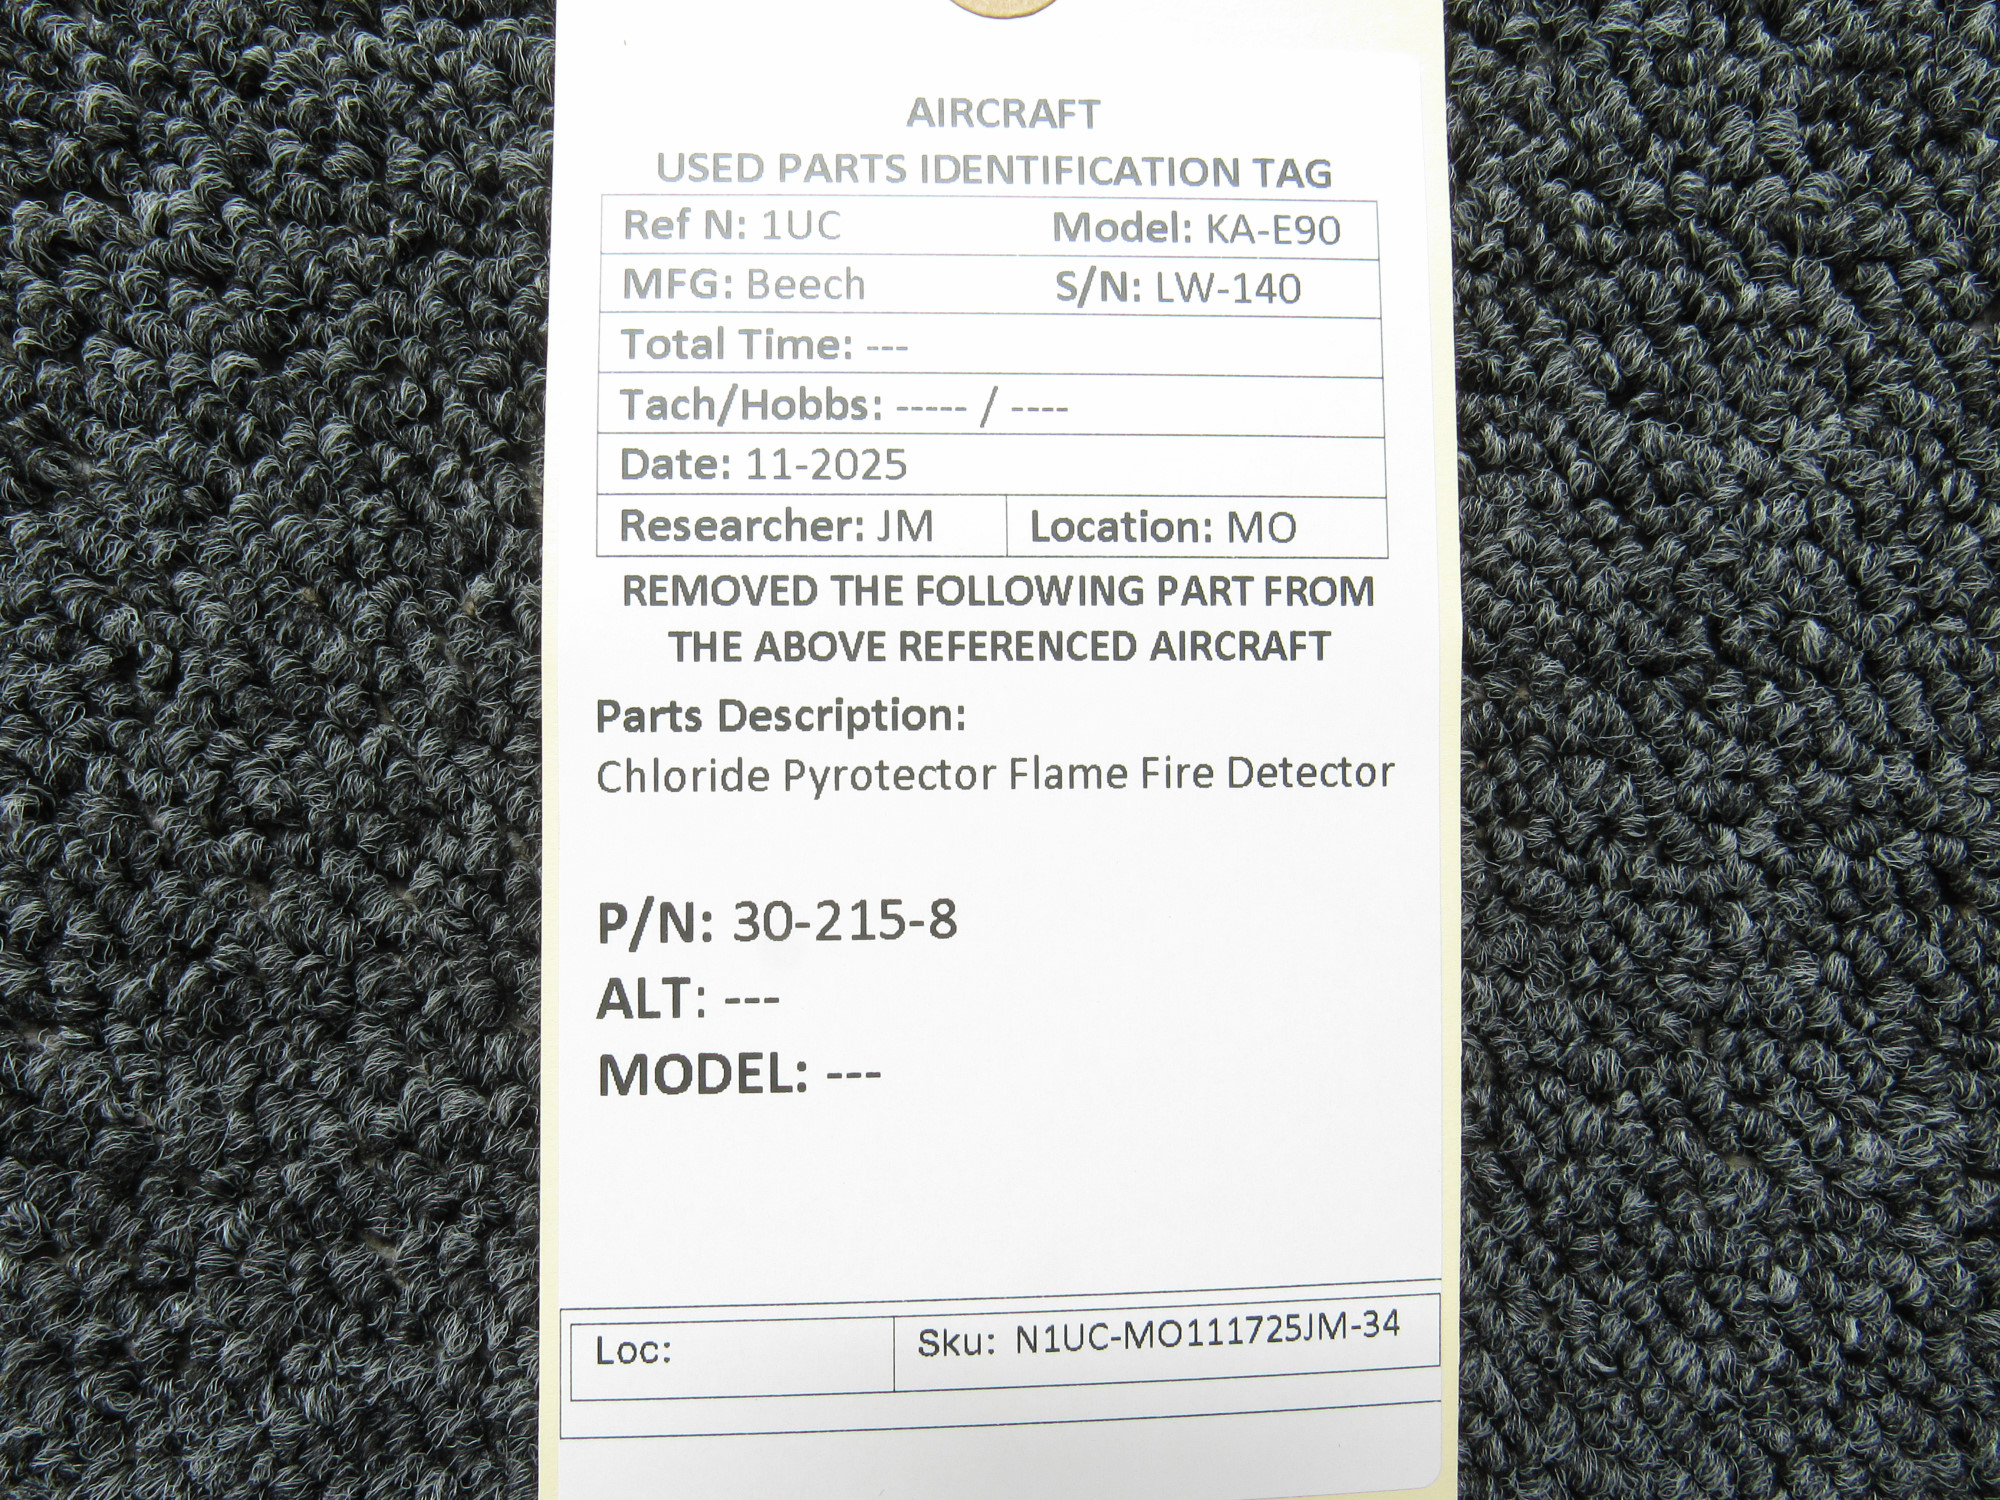 AIRCRAFT
USED PARTS IDENTIFICATION TAG
Ref N: 1UC Model: KA-E90
MFG: Beech S/N: LW-140
Total Time: ---
Tach/Hobbs: ----- / ----
Date: 11-2025
Researcher: JM Location: MO
REMOVED THE FOLLOWING PART FROM
THE ABOVE REFERENCED AIRCRAFT
Parts Description:
Chloride Pyrotector Flame Fire Detector
P/N: 30-215-8
ALT: ---
MODEL: ---
Loc: Sku: N1UC-MO111725JM-34